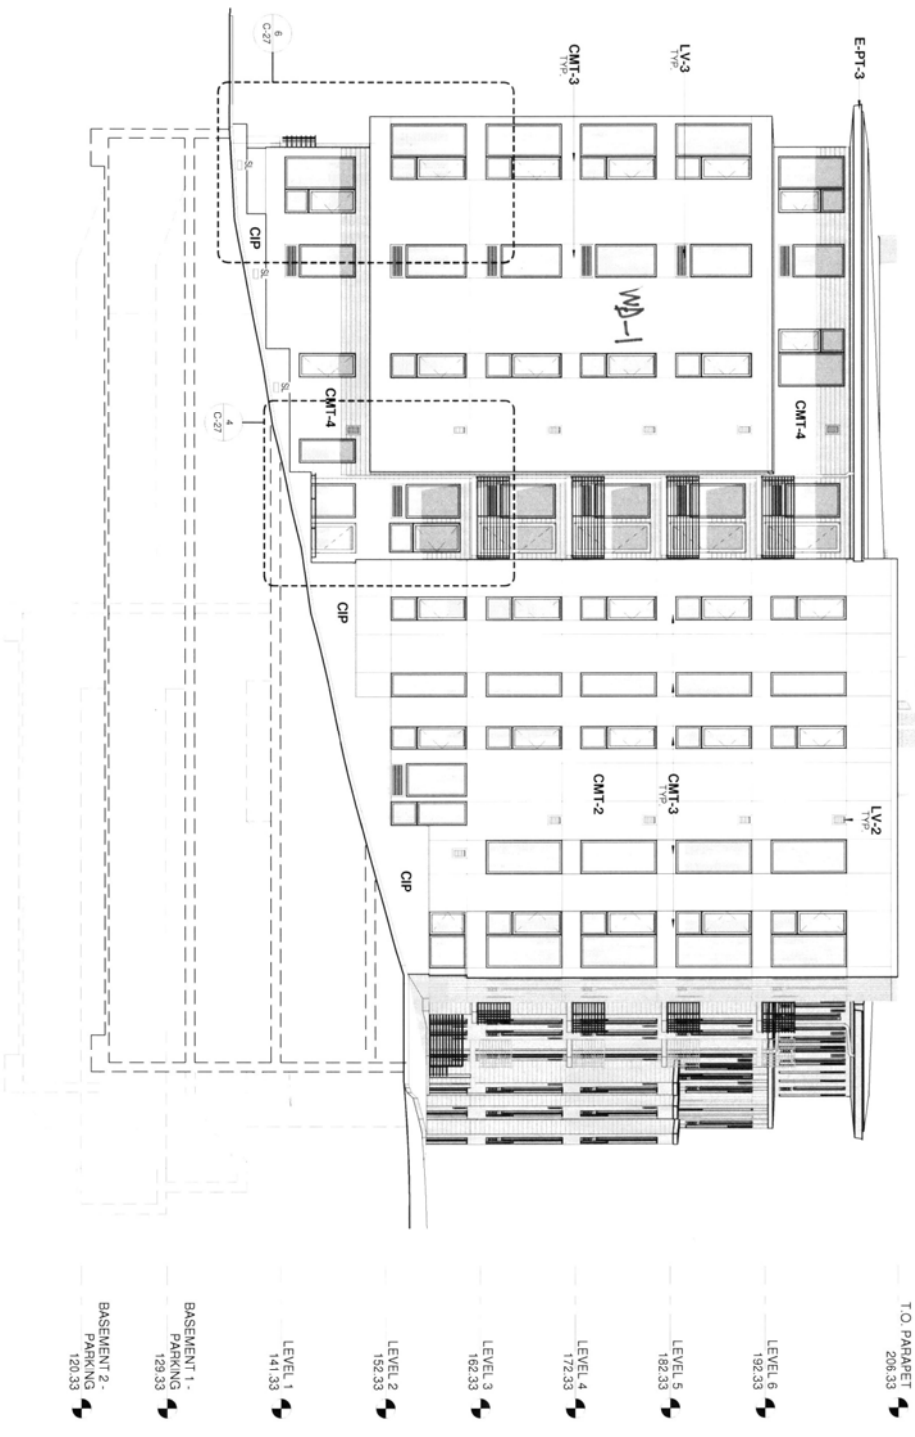 E-PT-3
LV-3
TYP.
CMT-3
TYP.
6
C-27
CIP
WD-1
CMT-4
CMT-4
4
C-27
CIP
LV-2
TYP.
CMT-3
TYP.
CMT-2
CIP
T.O. PARAPET
206.33
LEVEL 6
192.33
LEVEL 5
182.33
LEVEL 4
172.33
LEVEL 3
162.33
LEVEL 2
152.33
LEVEL 1
141.33
BASEMENT 1 -
PARKING
129.33
BASEMENT 2 -
PARKING
120.33